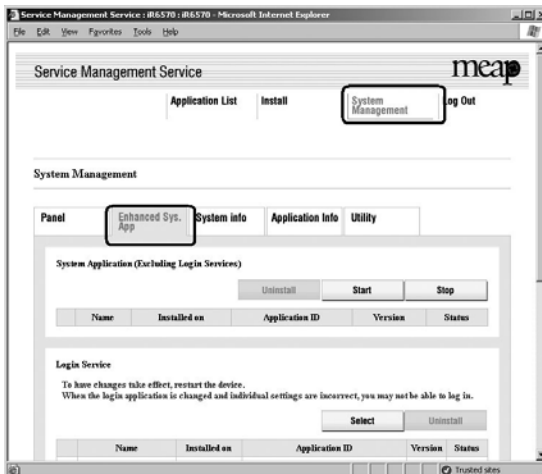 Service Management Service : iR6570 : iR6570 - Microsoft Internet Explorer
File Edit View Favorites Tools Help
Service Management Service
meap
Application List Install System Management Log Out
System Management
Panel Enhanced Sys. App System info Application Info Utility
System Application (Excluding Login Services)
Uninstall Start Stop
Name Installed on Application ID Version Status
Login Service
To have changes take effect, restart the device.
When the login application is changed and individual settings are incorrect, you may not be able to log in.
Select Uninstall
Name Installed on Application ID Version Status
Trusted sites